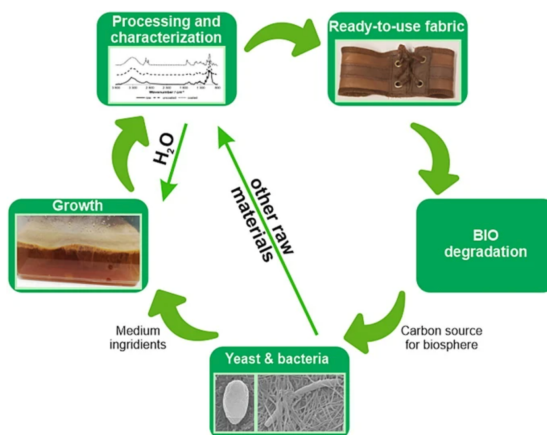 Processing and
characterization
Ready-to-use fabric
H₂O
other raw
materials
Growth
BIO
degradation
Medium
ingridients
Carbon source
for biosphere
Yeast & bacteria